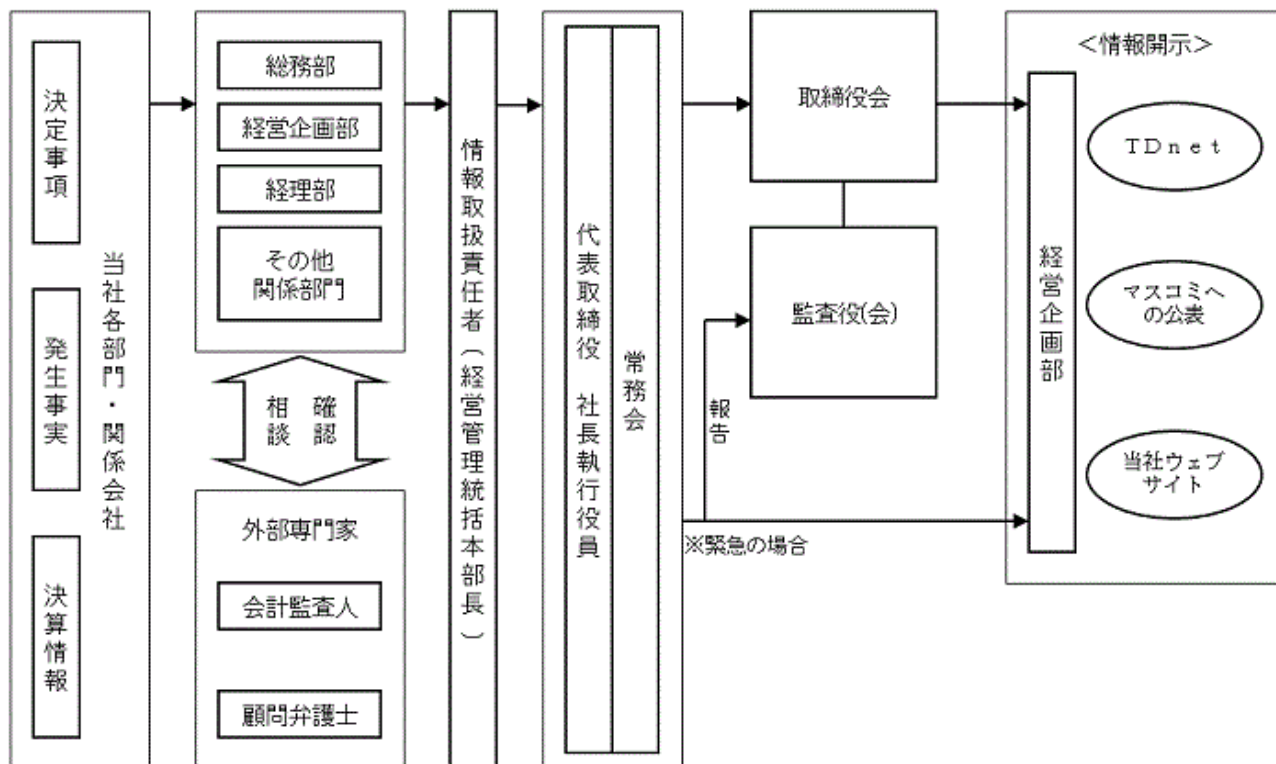 決定事項
発生事実
決算情報
当社各部門・関係会社
総務部
経営企画部
経理部
その他
関係部門
相談
確認
外部専門家
会計監査人
顧問弁護士
情報取扱責任者(経営管理統括本部長)
代表取締役 社長執行役員
常務会
取締役会
監査役(会)
報告
※緊急の場合
<情報開示>
経営企画部
TDnet
マスコミへ
の公表
当社ウェブ
サイト